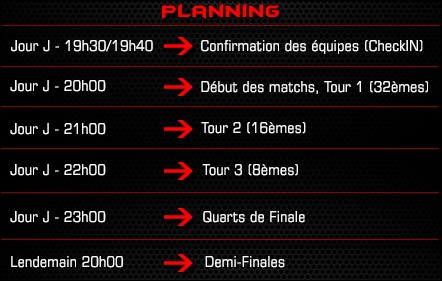 PLANNING
Jour J - 19h30/19h40 → Confirmation des équipes (CheckIN)
Jour J - 20h00 → Début des matchs, Tour 1 (32èmes)
Jour J - 21h00 → Tour 2 (16èmes)
Jour J - 22h00 → Tour 3 (8èmes)
Jour J - 23h00 → Quarts de Finale
Lendemain 20h00 → Demi-Finales